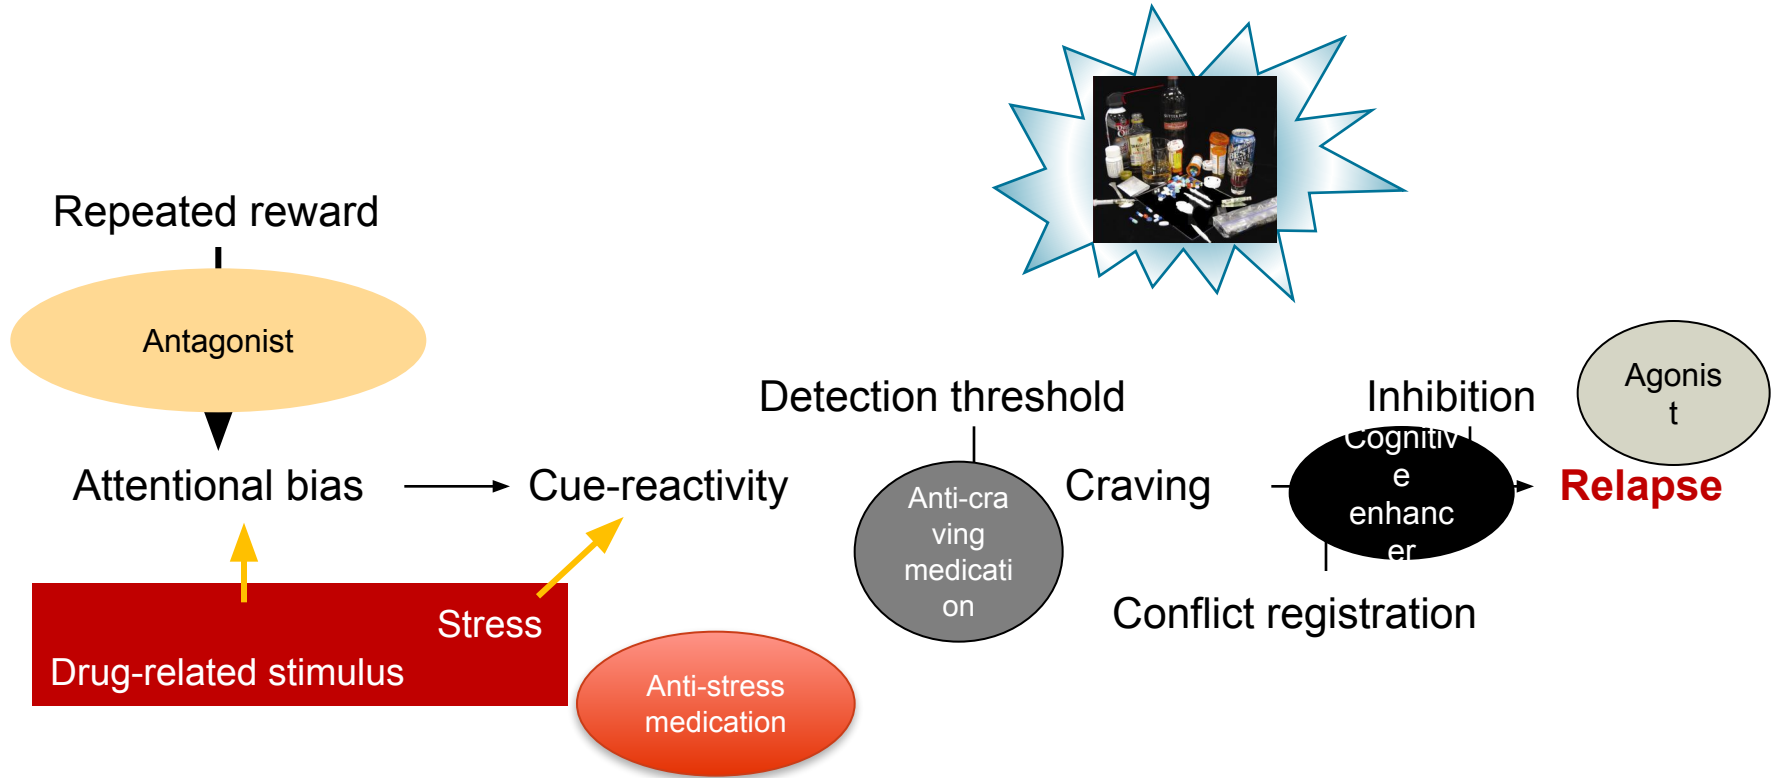 Repeated reward
Antagonist
Agonis
t
Detection threshold
Inhibition
Cognitiv
e
enhanc
er
Attentional bias
Cue-reactivity
Craving
Relapse
Anti-cra
ving
medicati
on
Stress
Drug-related stimulus
Conflict registration
Anti-stress
medication